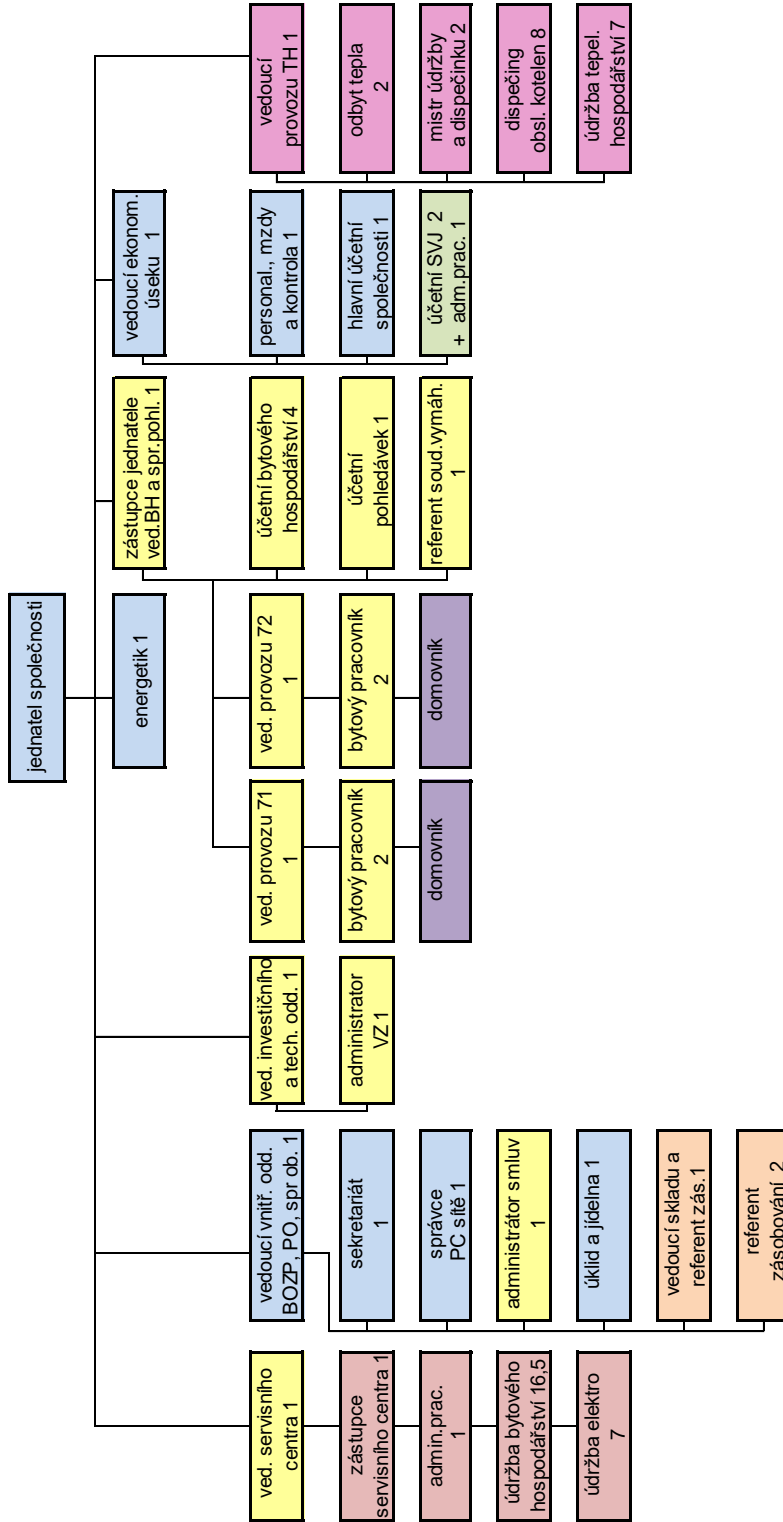 jednatel společnosti
energetik 1
ved. servisního
centra 1
zástupce
servisního centra 1
admin.prac.
1
údržba bytového
hospodářství 16,5
údržba elektro
7
vedoucí vnitř. odd.
BOZP, PO, spr ob. 1
sekretariát
1
správce
PC sítě 1
administrátor smluv
1
úklid a jídelna 1
vedoucí skladu a
referent zás.1
referent
zásobování 2
ved. investičního
a tech. odd. 1
administrator
VZ 1
ved. provozu 71
1
bytový pracovník
2
domovník
ved. provozu 72
1
bytový pracovník
2
domovník
zástupce jednatele
ved.BH a spr.pohl. 1
účetní bytového
hospodářství 4
účetní
pohledávek 1
referent soud.vymáh.
1
vedoucí ekonom.
úseku 1
personal., mzdy
a kontrola 1
hlavní účetní
společnosti 1
účetní SVJ 2
+ adm.prac. 1
vedoucí
provozu TH 1
odbyt tepla
2
mistr údržby
a dispečinku 2
dispečing
obsl. kotelen 8
údržba tepel.
hospodářství 7